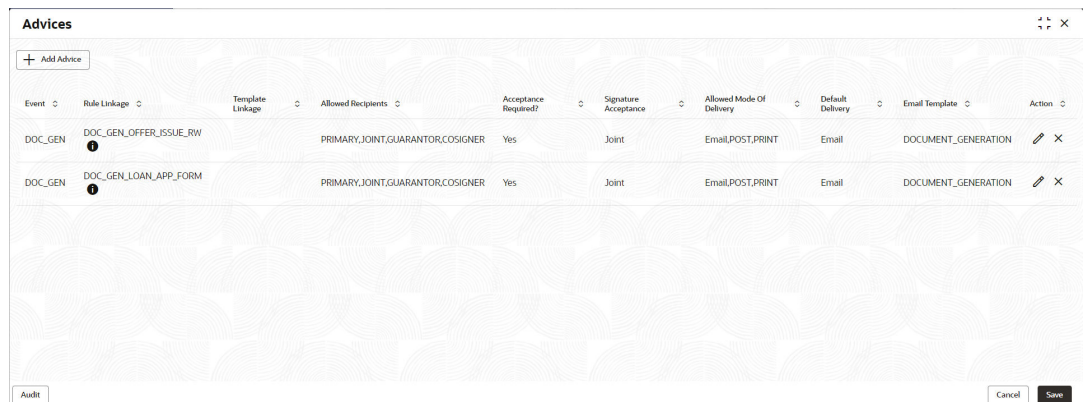 Advices
+ Add Advice
Event Rule Linkage Template Linkage Allowed Recipients Acceptance Required? Signature Acceptance Allowed Mode Of Delivery Default Delivery Email Template Action
DOC_GEN DOC_GEN_OFFER_ISSUE_RW PRIMARY,JOINT,GUARANTOR,COSIGNER Yes Joint Email,POST,PRINT Email DOCUMENT_GENERATION
DOC_GEN DOC_GEN_LOAN_APP_FORM PRIMARY,JOINT,GUARANTOR,COSIGNER Yes Joint Email,POST,PRINT Email DOCUMENT_GENERATION
Audit Cancel Save